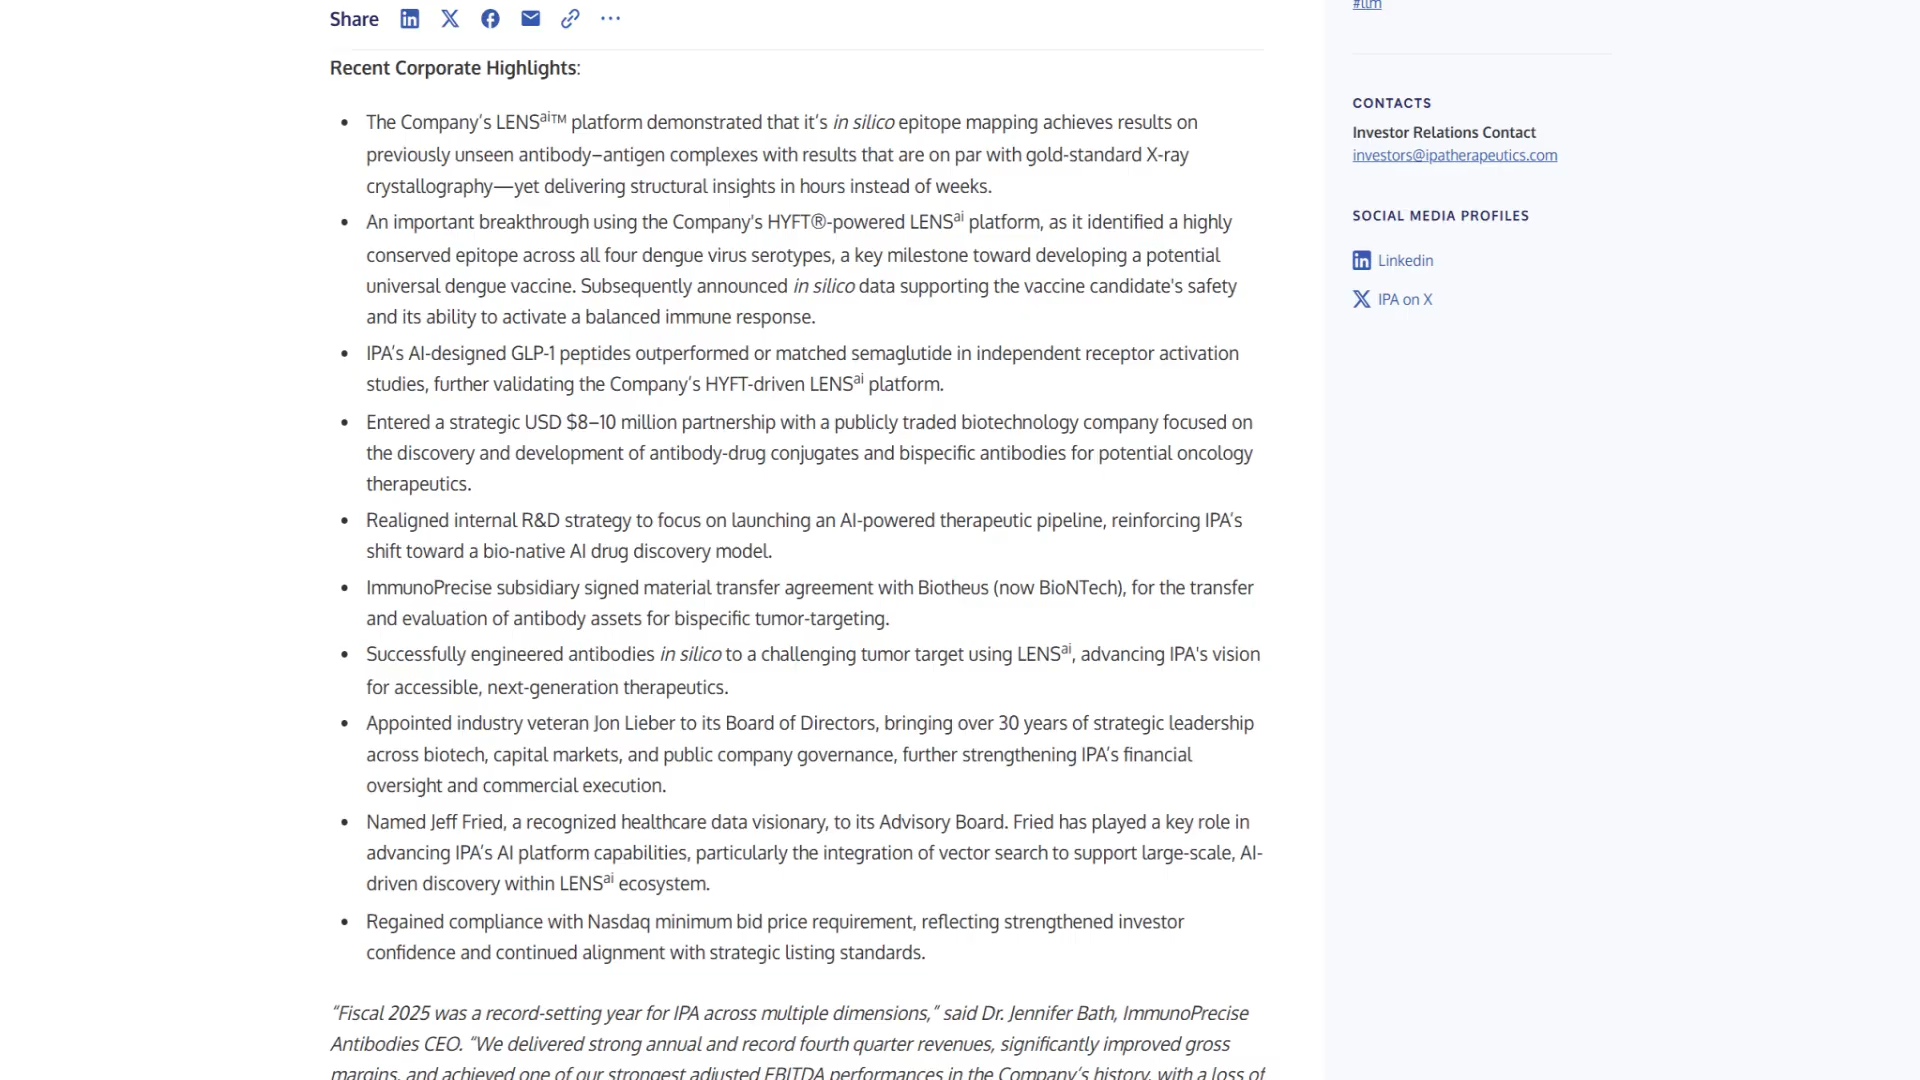 #llm
Share
Recent Corporate Highlights:
• The Company’s LENSai™ platform demonstrated that it’s in silico epitope mapping achieves results on
previously unseen antibody–antigen complexes with results that are on par with gold-standard X-ray
crystallography—yet delivering structural insights in hours instead of weeks.
• An important breakthrough using the Company's HYFT®-powered LENSai platform, as it identified a highly
conserved epitope across all four dengue virus serotypes, a key milestone toward developing a potential
universal dengue vaccine. Subsequently announced in silico data supporting the vaccine candidate's safety
and its ability to activate a balanced immune response.
• IPA’s AI-designed GLP-1 peptides outperformed or matched semaglutide in independent receptor activation
studies, further validating the Company’s HYFT-driven LENSai platform.
• Entered a strategic USD $8–10 million partnership with a publicly traded biotechnology company focused on
the discovery and development of antibody-drug conjugates and bispecific antibodies for potential oncology
therapeutics.
• Realigned internal R&D strategy to focus on launching an AI-powered therapeutic pipeline, reinforcing IPA’s
shift toward a bio-native AI drug discovery model.
• ImmunoPrecise subsidiary signed material transfer agreement with Biotheus (now BioNTech), for the transfer
and evaluation of antibody assets for bispecific tumor-targeting.
• Successfully engineered antibodies in silico to a challenging tumor target using LENSai, advancing IPA's vision
for accessible, next-generation therapeutics.
• Appointed industry veteran Jon Lieber to its Board of Directors, bringing over 30 years of strategic leadership
across biotech, capital markets, and public company governance, further strengthening IPA’s financial
oversight and commercial execution.
• Named Jeff Fried, a recognized healthcare data visionary, to its Advisory Board. Fried has played a key role in
advancing IPA’s AI platform capabilities, particularly the integration of vector search to support large-scale, AI-
driven discovery within LENSai ecosystem.
• Regained compliance with Nasdaq minimum bid price requirement, reflecting strengthened investor
confidence and continued alignment with strategic listing standards.
“Fiscal 2025 was a record-setting year for IPA across multiple dimensions,” said Dr. Jennifer Bath, ImmunoPrecise
Antibodies CEO. “We delivered strong annual and record fourth quarter revenues, significantly improved gross
margins, and achieved one of our strongest adjusted EBITDA performances in the Company’s history, with a loss of
CONTACTS
Investor Relations Contact
investors@ipatherapeutics.com
SOCIAL MEDIA PROFILES
Linkedin
IPA on X